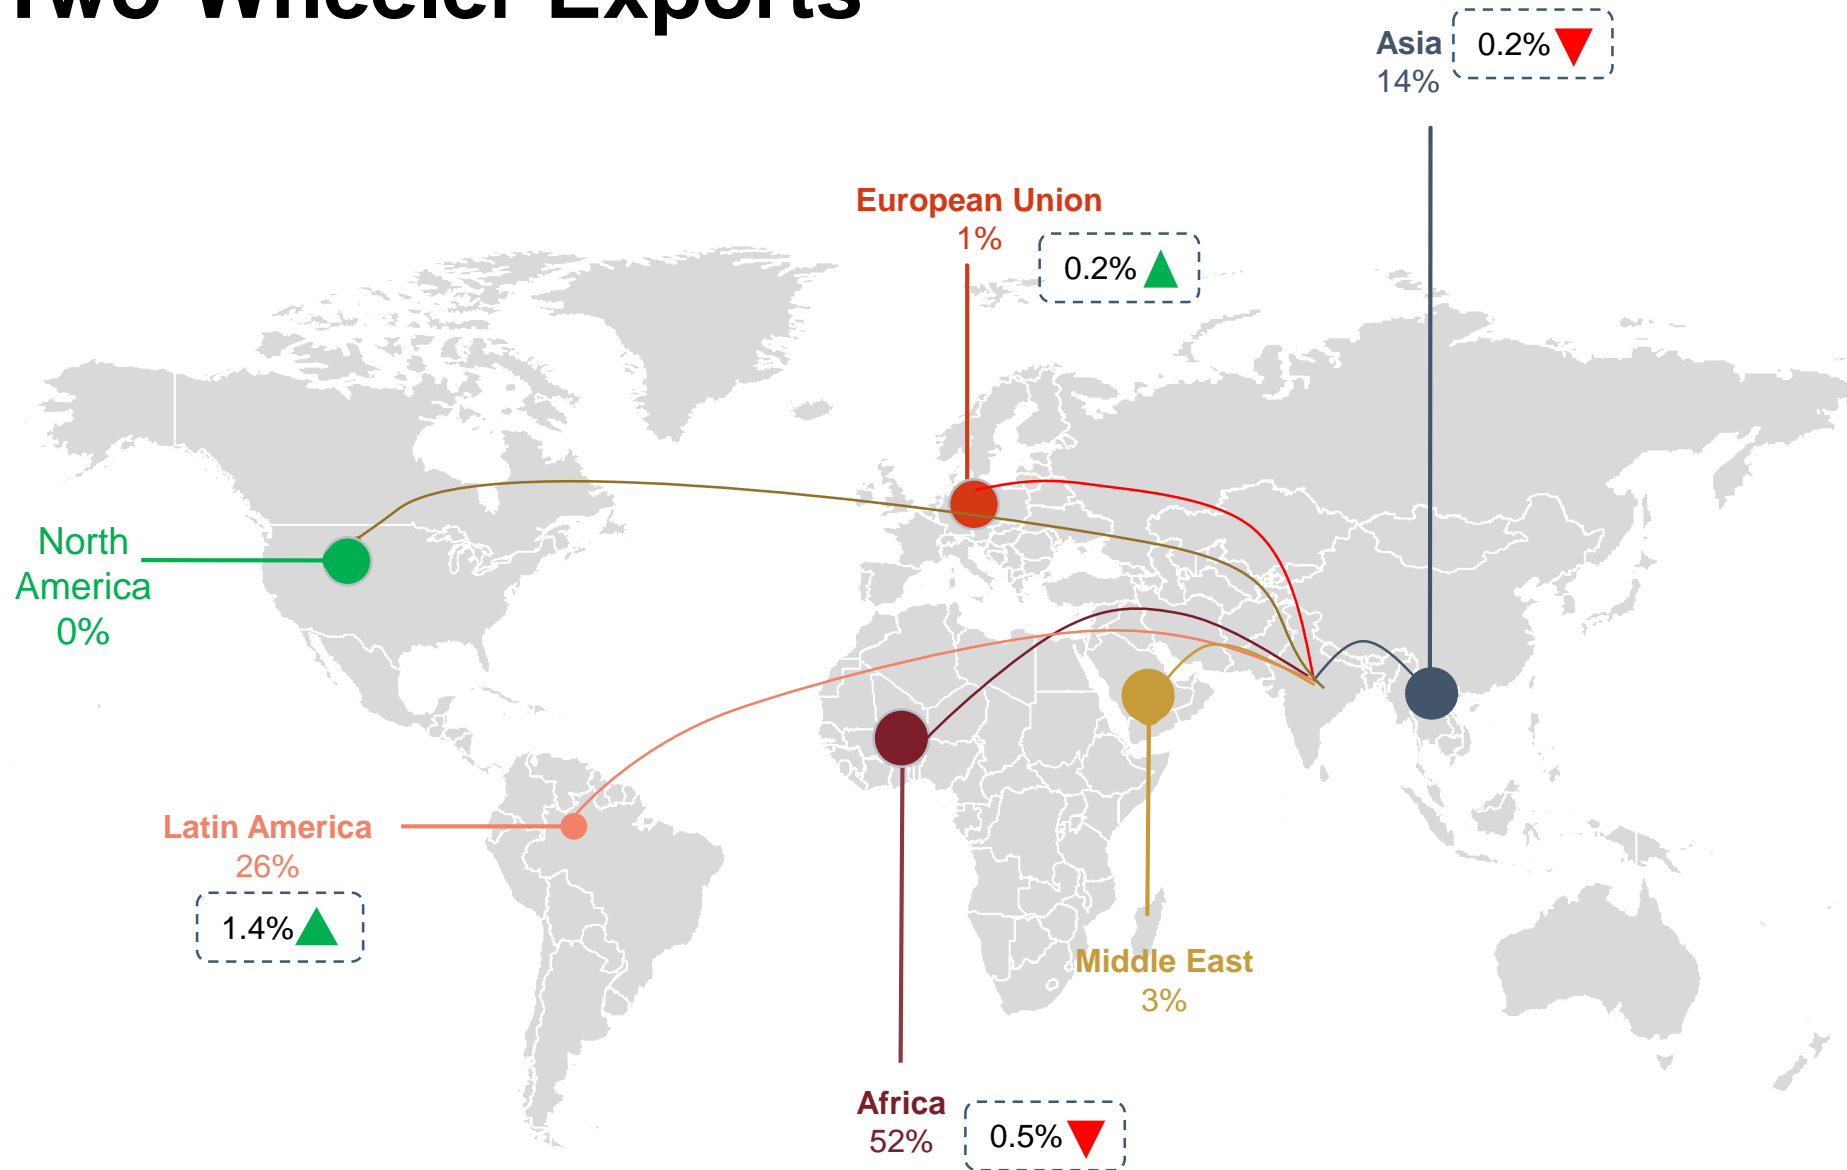 Two Wheeler Exports
Asia
14%
0.2%
European Union
1%
0.2%
North
America
0%
Latin America
26%
1.4%
Middle East
3%
Africa
52%
0.5%